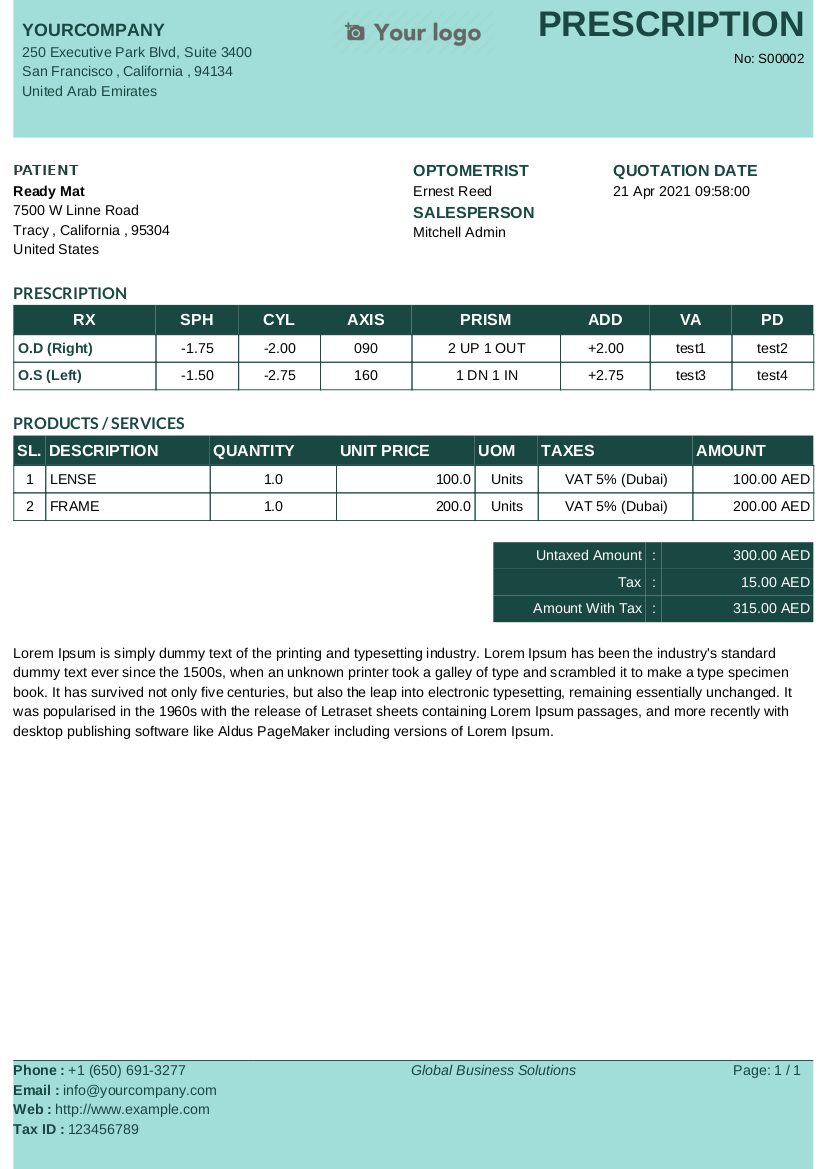 YOURCOMPANY
250 Executive Park Blvd, Suite 3400
San Francisco , California , 94134
United Arab Emirates
Your logo
PRESCRIPTION
No: S00002
PATIENT
Ready Mat
7500 W Linne Road
Tracy , California , 95304
United States
OPTOMETRIST
Ernest Reed
SALESPERSON
Mitchell Admin
QUOTATION DATE
21 Apr 2021 09:58:00
PRESCRIPTION
RX SPH CYL AXIS PRISM ADD VA PD
O.D (Right) -1.75 -2.00 090 2 UP 1 OUT +2.00 test1 test2
O.S (Left) -1.50 -2.75 160 1 DN 1 IN +2.75 test3 test4
PRODUCTS / SERVICES
SL. DESCRIPTION QUANTITY UNIT PRICE UOM TAXES AMOUNT
1 LENSE 1.0 100.0 Units VAT 5% (Dubai) 100.00 AED
2 FRAME 1.0 200.0 Units VAT 5% (Dubai) 200.00 AED
Untaxed Amount : 300.00 AED
Tax : 15.00 AED
Amount With Tax : 315.00 AED
Lorem Ipsum is simply dummy text of the printing and typesetting industry. Lorem Ipsum has been the industry's standard
dummy text ever since the 1500s, when an unknown printer took a galley of type and scrambled it to make a type specimen
book. It has survived not only five centuries, but also the leap into electronic typesetting, remaining essentially unchanged. It
was popularised in the 1960s with the release of Letraset sheets containing Lorem Ipsum passages, and more recently with
desktop publishing software like Aldus PageMaker including versions of Lorem Ipsum.
Phone : +1 (650) 691-3277
Email : info@yourcompany.com
Web : http://www.example.com
Tax ID : 123456789
Global Business Solutions
Page: 1 / 1